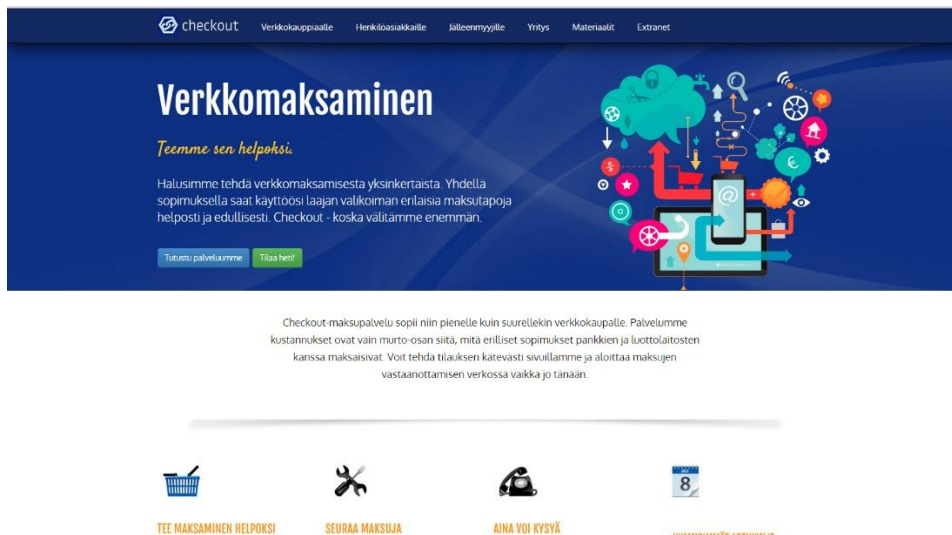 checkout Verkkokauppiaalle Henkilöasiakkaille Jälleenmyyjille Yritys Materiaalit Extranet
Verkkomaksaminen
Teemme sen helpoksi.
Halusimme tehdä verkkomaksamisesta yksinkertaista. Yhdellä
sopimuksella saat käyttöösi laajan valikoiman erilaisia maksutapoja
helposti ja edullisesti. Checkout - koska välitämme enemmän.
Tutustu palveluumme Tilaa heti!
Checkout-maksupalvelu sopii niin pienelle kuin suurellekin verkkokaupalle. Palvelumme
kustannukset ovat vain murto-osan siitä, mitä erilliset sopimukset pankkien ja luottolaitosten
kanssa maksaisivat. Voit tehdä tilauksen kätevästi sivuillamme ja aloittaa maksujen
vastaanottamisen verkossa vaikka jo tänään.
8
TEE MAKSAMINEN HELPOKSI SEURAA MAKSUJA AINA VOI KYSYÄ